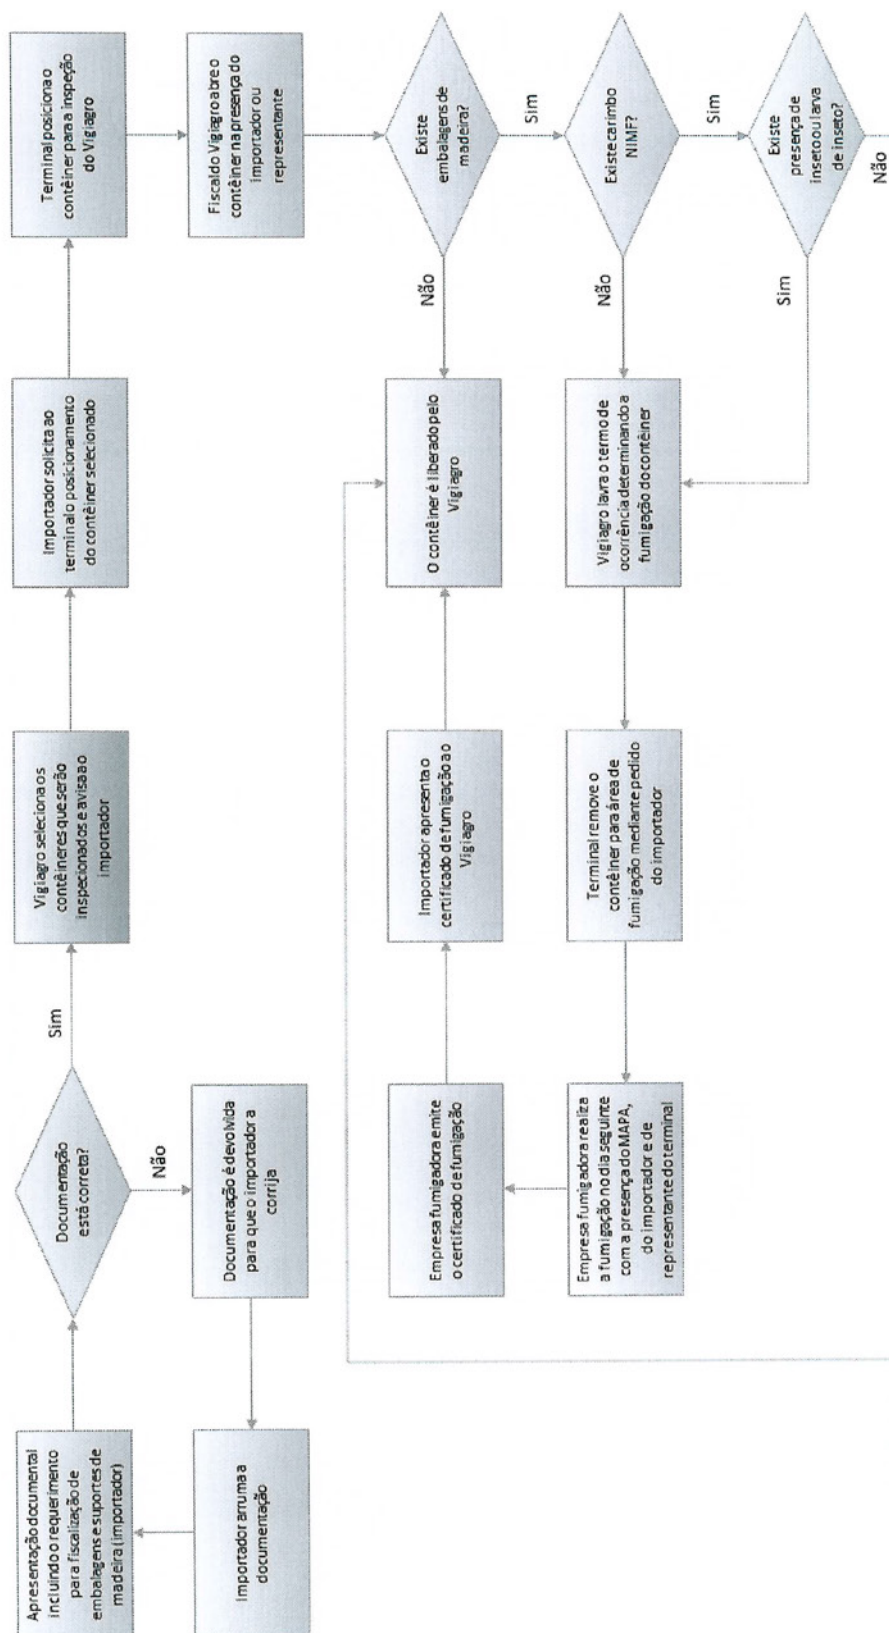 Apresentação documental
incluindo o requerimento
para fiscalização de
embalagens e suportes de
madeira (importador)
Documentação
está correta?
Sim
Não
Documentação é devolvida
para que o importador a
corrija
Importador arruma a
documentação
Vigiagro seleciona os
contêineres que serão
inspecionados e avisa ao
importador
Importador solicita ao
terminal o posicionamento
do contêiner selecionado
Terminal posiciona o
contêiner para a inspeção
do Vigiagro
Fiscal do Vigiagro abre o
contêiner na presença do
importador ou
representante
Existe
embalagens de
madeira?
Não
Sim
Existe carimbo
NIMF?
Não
Sim
Existe
presença de
inseto ou larva
de inseto?
Sim
Não
O contêiner é liberado pelo
Vigiagro
Vigiagro lavra o termo de
ocorrência determinando a
fumigação do contêiner
Terminal remove o
contêiner para área de
fumigação mediante pedido
do importador
Empresa fumigadora realiza
a fumigação no dia seguinte
com a presença do MAPA,
do importador e de
representante do terminal
Empresa fumigadora emite
o certificado de fumigação
Importador apresenta o
certificado de fumigação ao
Vigiagro